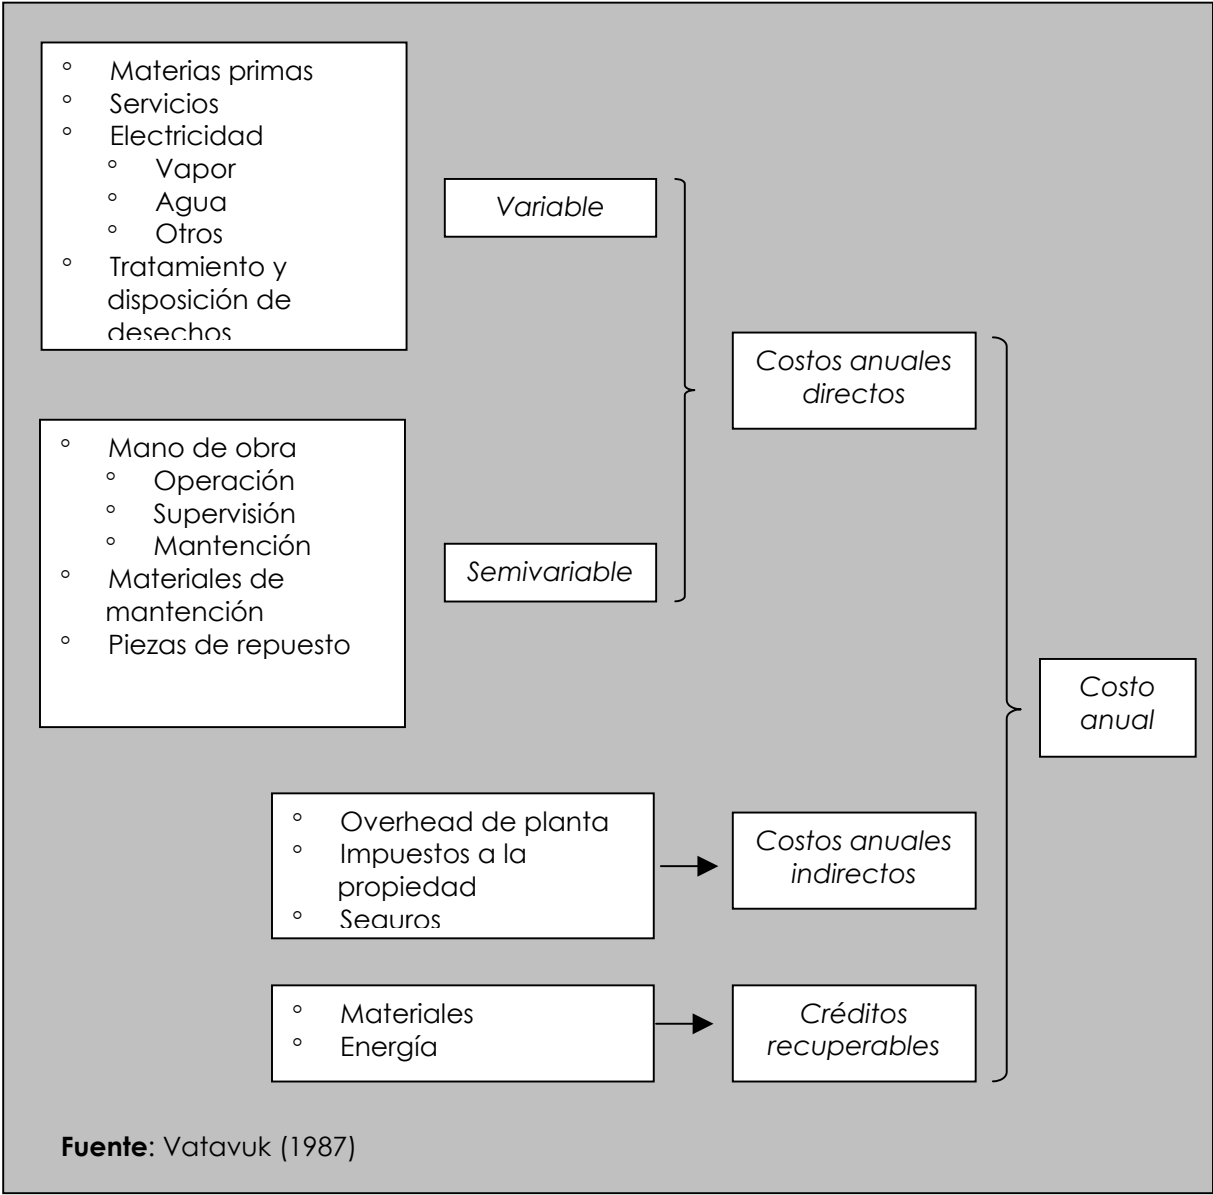 ° Materias primas
° Servicios
° Electricidad
° Vapor
° Agua
° Otros
° Tratamiento y
disposición de
desechos
Variable
° Mano de obra
° Operación
° Supervisión
° Mantención
° Materiales de
mantención
° Piezas de repuesto
Semivariable
Costos anuales
directos
° Overhead de planta
° Impuestos a la
propiedad
° Seguros
Costos anuales
indirectos
° Materiales
° Energía
Créditos
recuperables
Costo
anual
Fuente: Vatavuk (1987)